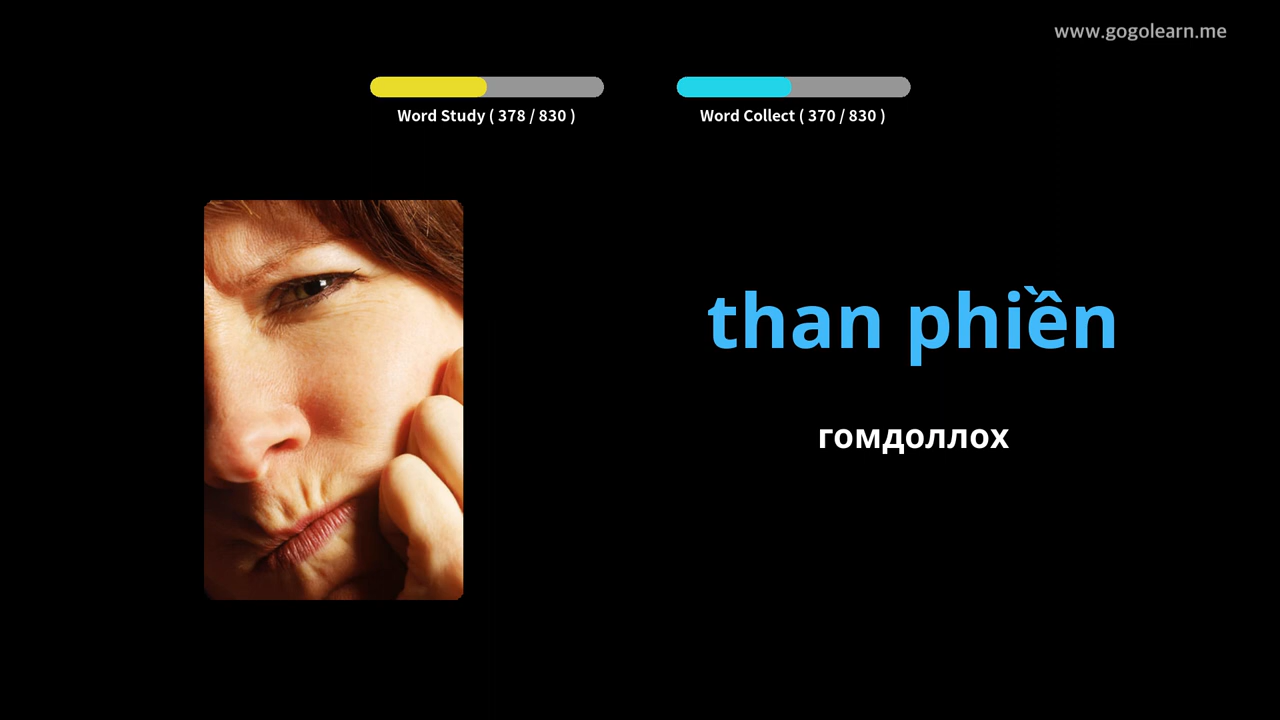 www.gogolearn.me
Word Study ( 378 / 830 )
Word Collect ( 370 / 830 )
than phiền
гомдоллох